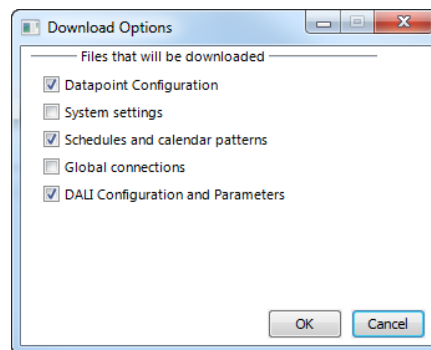 Download Options
Files that will be downloaded
Datapoint Configuration
System settings
Schedules and calendar patterns
Global connections
DALI Configuration and Parameters
OK Cancel